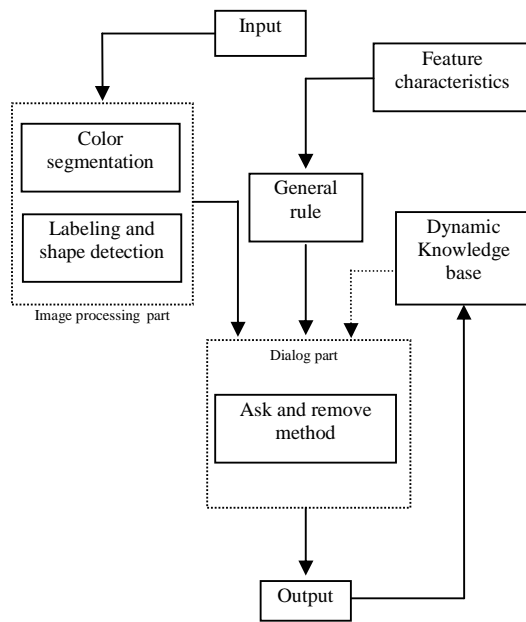 Input
Feature
characteristics
Color
segmentation
General
rule
Labeling and
shape detection
Dynamic
Knowledge
base
Image processing part
Dialog part
Ask and remove
method
Output